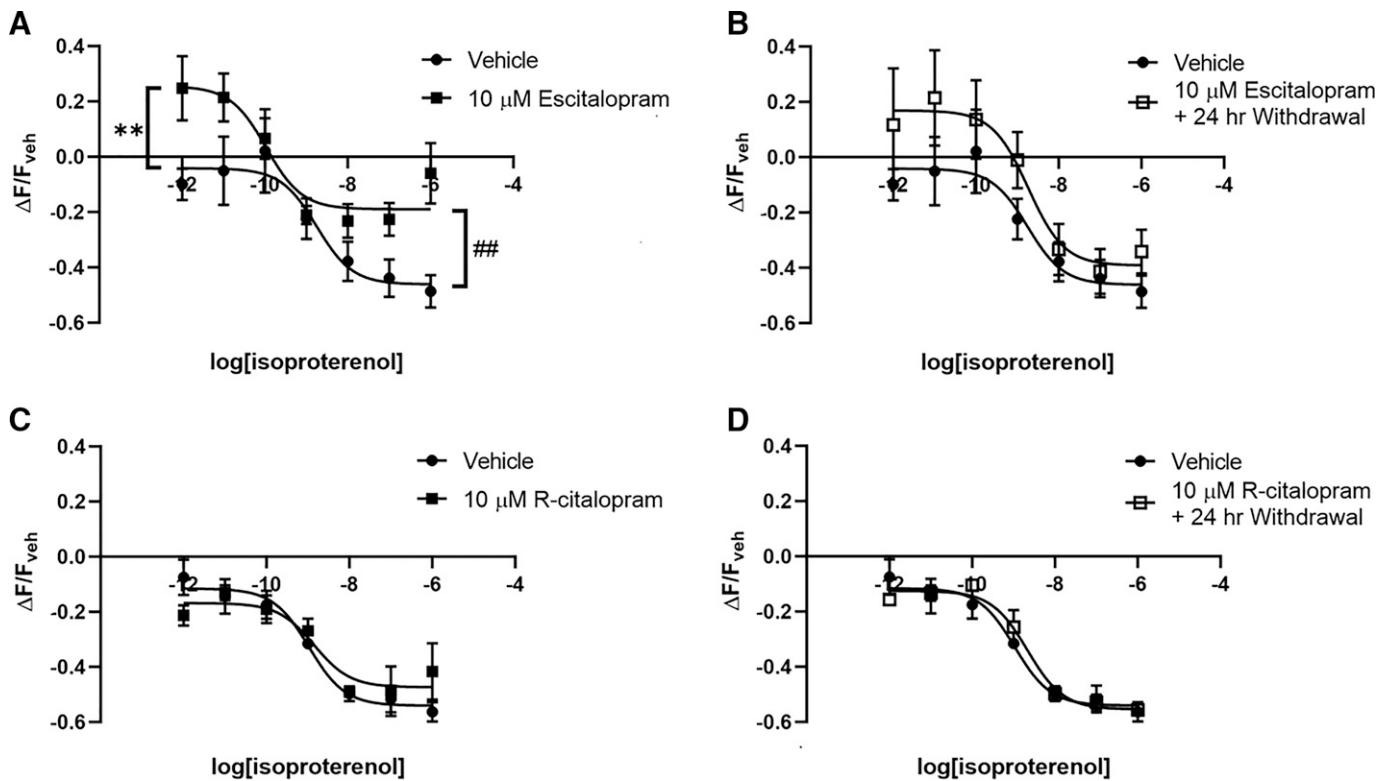 A
0.4
0.2
0.0
-0.2
-0.4
-0.6
ΔF/Fveh
-12
-10
-8
-6
-4
log[isoproterenol]
Vehicle
10 μM Escitalopram
**
##
B
0.4
0.2
0.0
-0.2
-0.4
-0.6
ΔF/Fveh
-12
-10
-8
-6
-4
log[isoproterenol]
Vehicle
10 μM Escitalopram
+ 24 hr Withdrawal
C
0.4
0.2
0.0
-0.2
-0.4
-0.6
ΔF/Fveh
-12
-10
-8
-6
-4
log[isoproterenol]
Vehicle
10 μM R-citalopram
D
0.4
0.2
0.0
-0.2
-0.4
-0.6
ΔF/Fveh
-12
-10
-8
-6
-4
log[isoproterenol]
Vehicle
10 μM R-citalopram
+ 24 hr Withdrawal